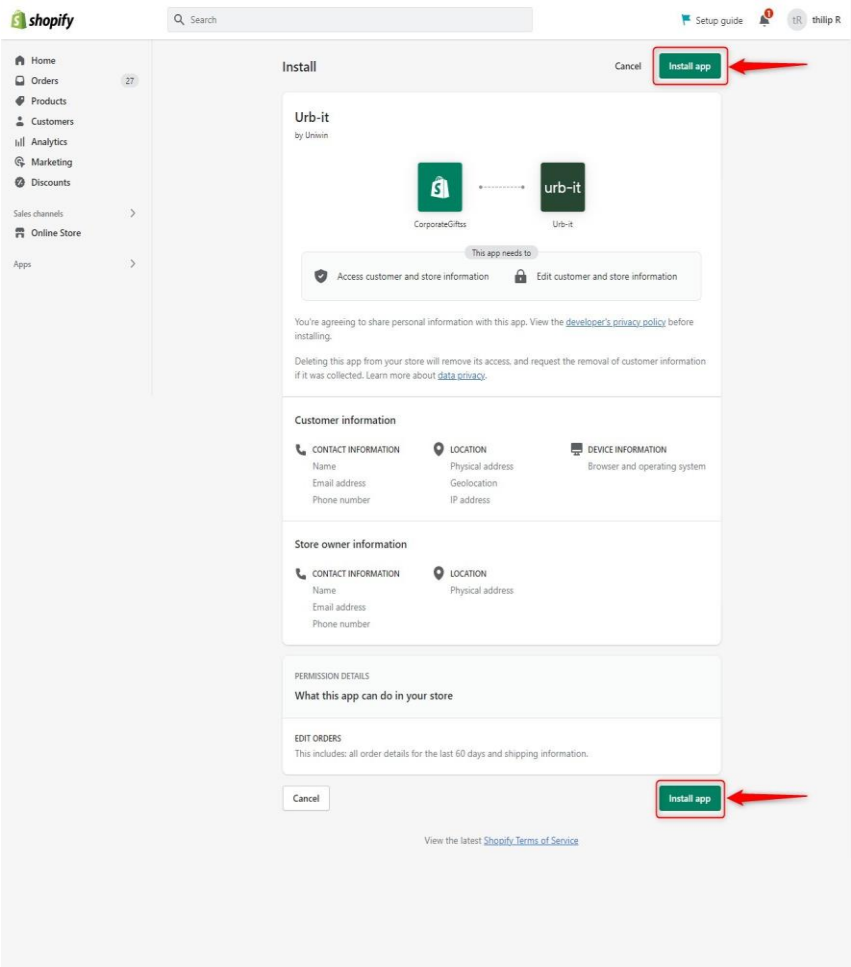 shopify
Search
Setup guide
1
tR
thilip R
Home
Orders 27
Products
Customers
Analytics
Marketing
Discounts
Sales channels
Online Store
Apps
Install
Cancel
Install app
Urb-it
by Uniwin
urb-it
CorporateGiftss
Urb-it
This app needs to
Access customer and store information
Edit customer and store information
You're agreeing to share personal information with this app. View the developer's privacy policy before
installing.
Deleting this app from your store will remove its access, and request the removal of customer information
if it was collected. Learn more about data privacy.
Customer information
CONTACT INFORMATION
Name
Email address
Phone number
LOCATION
Physical address
Geolocation
IP address
DEVICE INFORMATION
Browser and operating system
Store owner information
CONTACT INFORMATION
Name
Email address
Phone number
LOCATION
Physical address
PERMISSION DETAILS
What this app can do in your store
EDIT ORDERS
This includes: all order details for the last 60 days and shipping information.
Cancel
Install app
View the latest Shopify Terms of Service